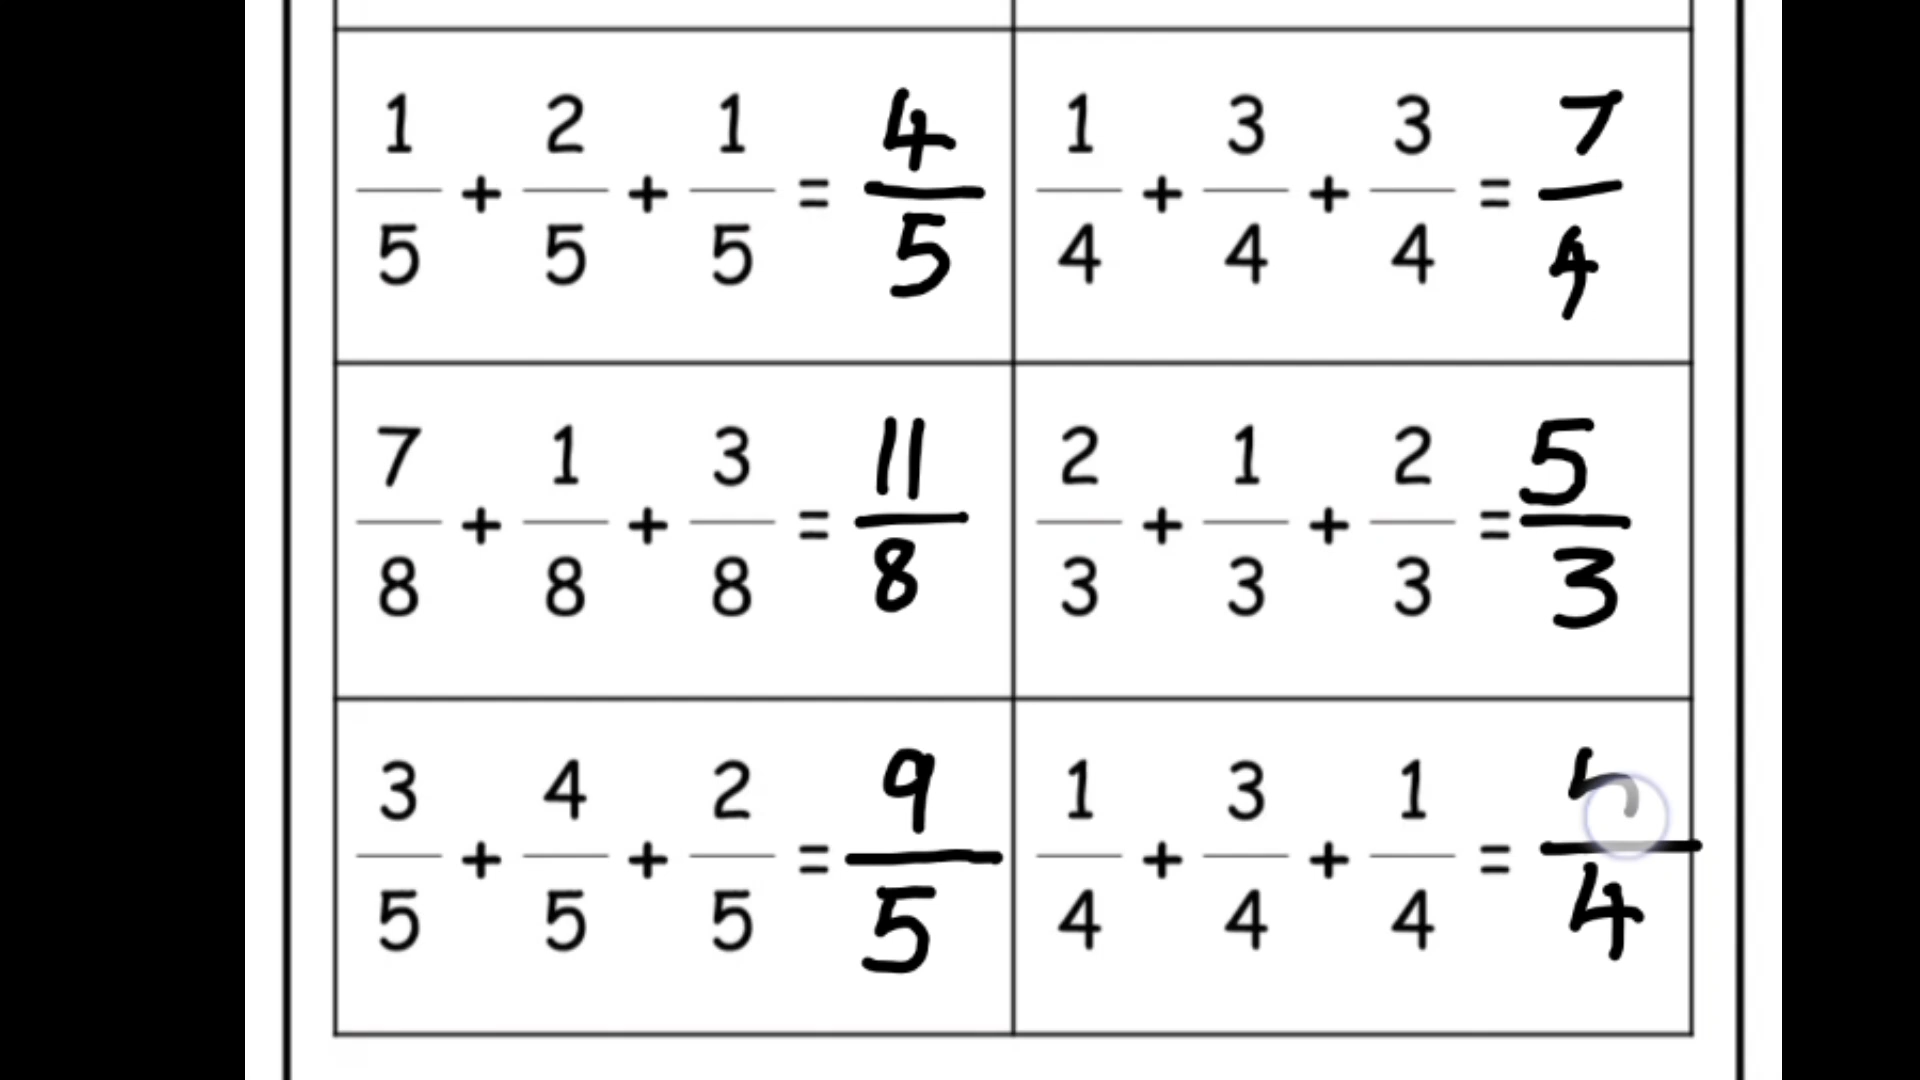 1/5 + 2/5 + 1/5 = 4/5
1/4 + 3/4 + 3/4 = 7/4
7/8 + 1/8 + 3/8 = 11/8
2/3 + 1/3 + 2/3 = 5/3
3/5 + 4/5 + 2/5 = 9/5
1/4 + 3/4 + 1/4 = 5/4